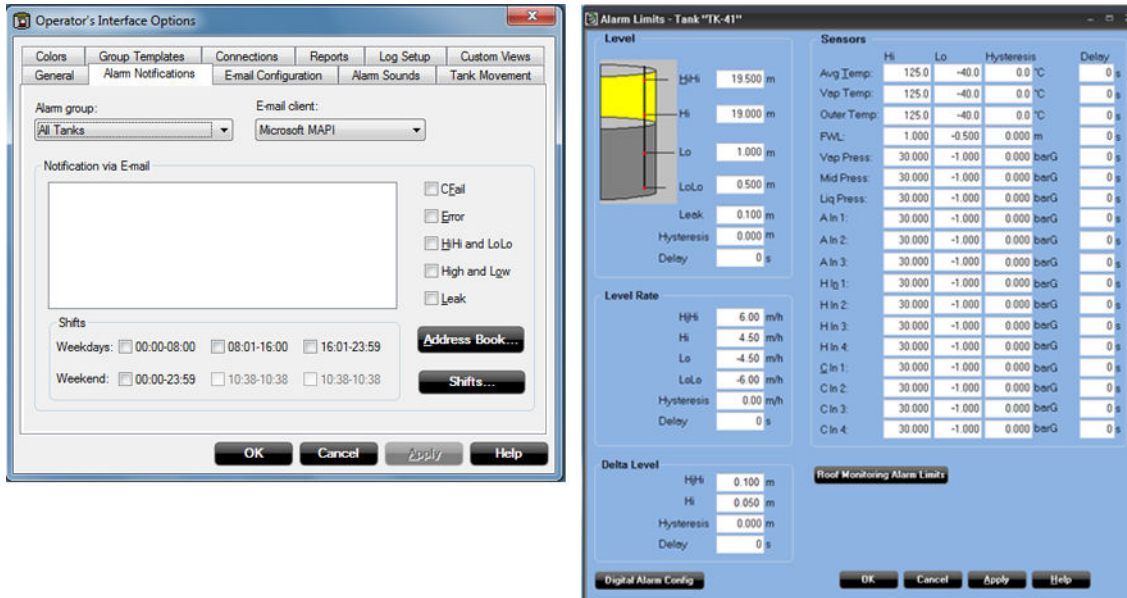 Operator's Interface Options
Colors Group Templates Connections Reports Log Setup Custom Views
General Alarm Notifications E-mail Configuration Alarm Sounds Tank Movement
Alarm group: E-mail client:
All Tanks Microsoft MAPI
Notification via E-mail
CFail
Error
HiHi and LoLo
High and Low
Leak
Shifts
Weekdays: 00:00-08:00 08:01-16:00 16:01-23:59
Weekend: 00:00-23:59 10:38-10:38 10:38-10:38
Address Book...
Shifts...
OK Cancel Apply Help
Alarm Limits - Tank "TK-41"
Level
HiHi 19.500 m
Hi 19.000 m
Lo 1.000 m
LoLo 0.500 m
Leak 0.100 m
Hysteresis 0.000 m
Delay 0 s
Level Rate
HiHi 6.00 m/h
Hi 4.50 m/h
Lo -4.50 m/h
LoLo -6.00 m/h
Hysteresis 0.00 m/h
Delay 0 s
Delta Level
HiHi 0.100 m
Hi 0.050 m
Hysteresis 0.000 m
Delay 0 s
Digital Alarm Config
Sensors
Hi Lo Hysteresis Delay
Avg Temp: 125.0 -40.0 0.0 °C 0 s
Vap Temp: 125.0 -40.0 0.0 °C 0 s
Outer Temp: 125.0 -40.0 0.0 °C 0 s
FWL: 1.000 -0.500 0.000 m 0 s
Vap Press: 30.000 -1.000 0.000 barG 0 s
Mid Press: 30.000 -1.000 0.000 barG 0 s
Liq Press: 30.000 -1.000 0.000 barG 0 s
A In 1: 30.000 -1.000 0.000 barG 0 s
A In 2: 30.000 -1.000 0.000 barG 0 s
A In 3: 30.000 -1.000 0.000 barG 0 s
H In 1: 30.000 -1.000 0.000 barG 0 s
H In 2: 30.000 -1.000 0.000 barG 0 s
H In 3: 30.000 -1.000 0.000 barG 0 s
H In 4: 30.000 -1.000 0.000 barG 0 s
C In 1: 30.000 -1.000 0.000 barG 0 s
C In 2: 30.000 -1.000 0.000 barG 0 s
C In 3: 30.000 -1.000 0.000 barG 0 s
C In 4: 30.000 -1.000 0.000 barG 0 s
Roof Monitoring Alarm Limits
OK Cancel Apply Help